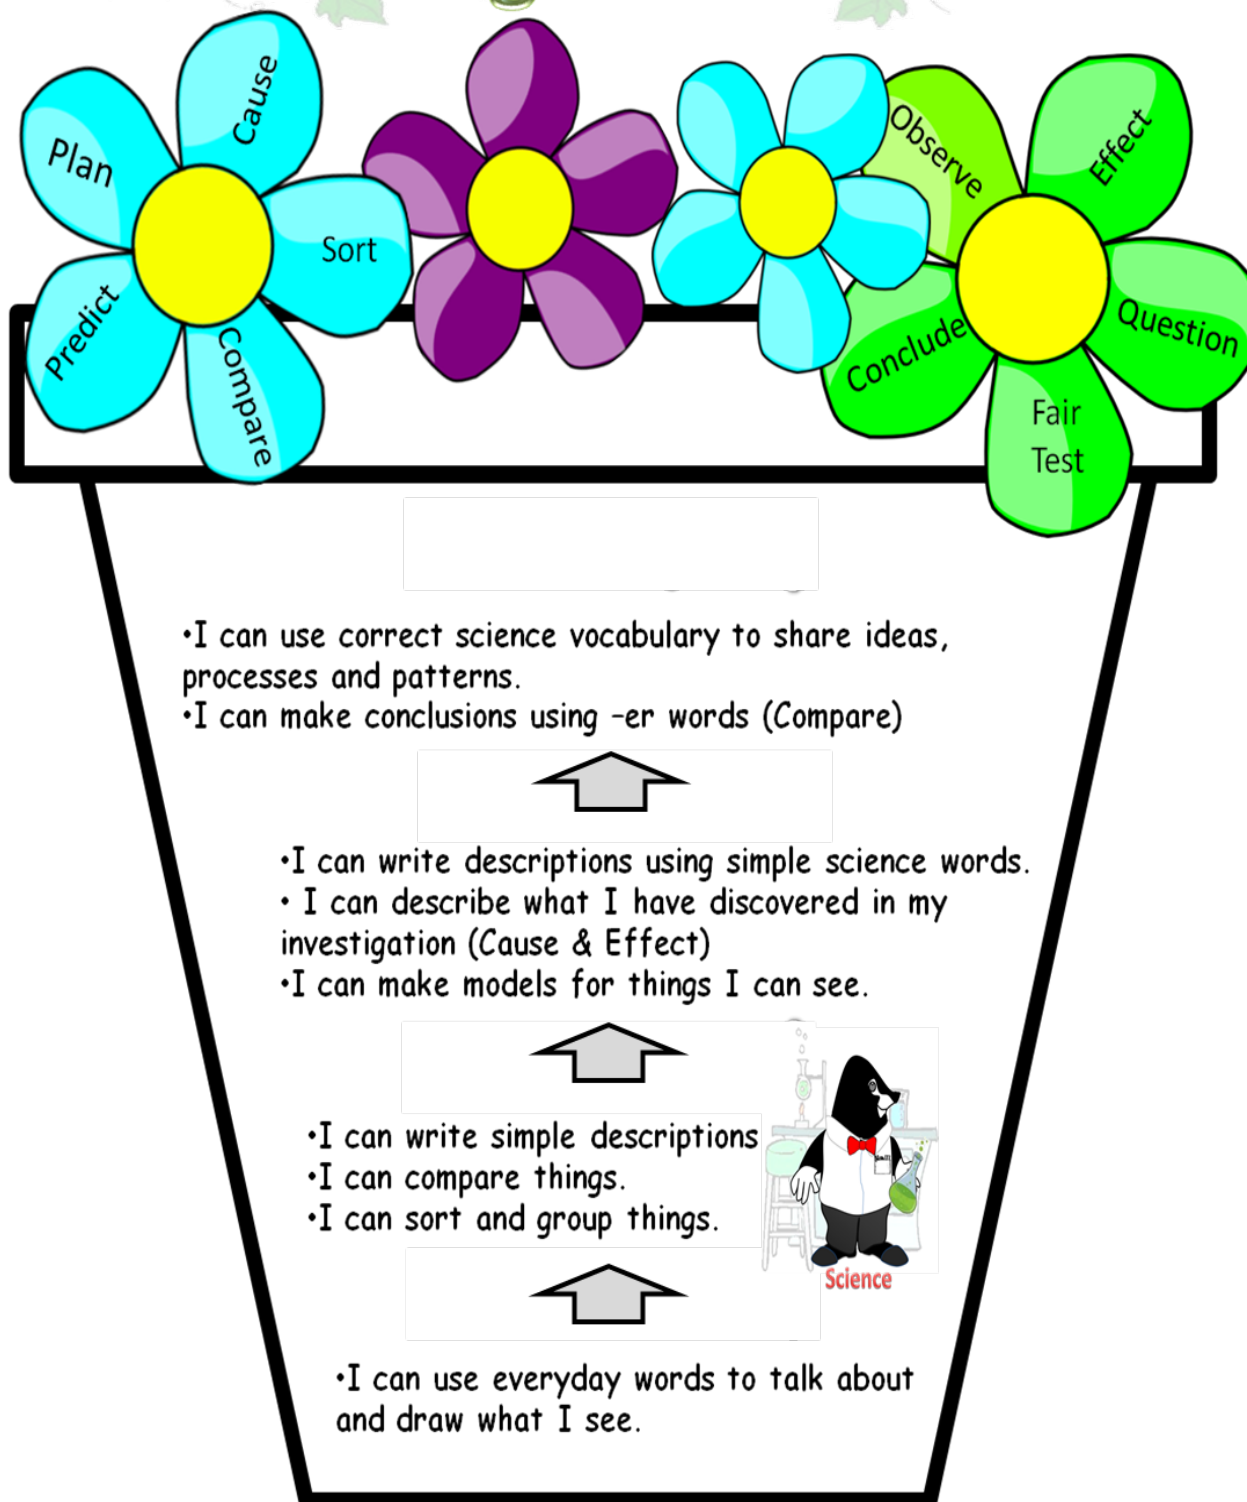 Plan
Cause
Sort
Predict
Compare
Observe
Effect
Question
Conclude
Fair
Test
•I can use correct science vocabulary to share ideas,
processes and patterns.
•I can make conclusions using –er words (Compare)
•I can write descriptions using simple science words.
• I can describe what I have discovered in my
investigation (Cause & Effect)
•I can make models for things I can see.
•I can write simple descriptions
•I can compare things.
•I can sort and group things.
Science
•I can use everyday words to talk about
and draw what I see.